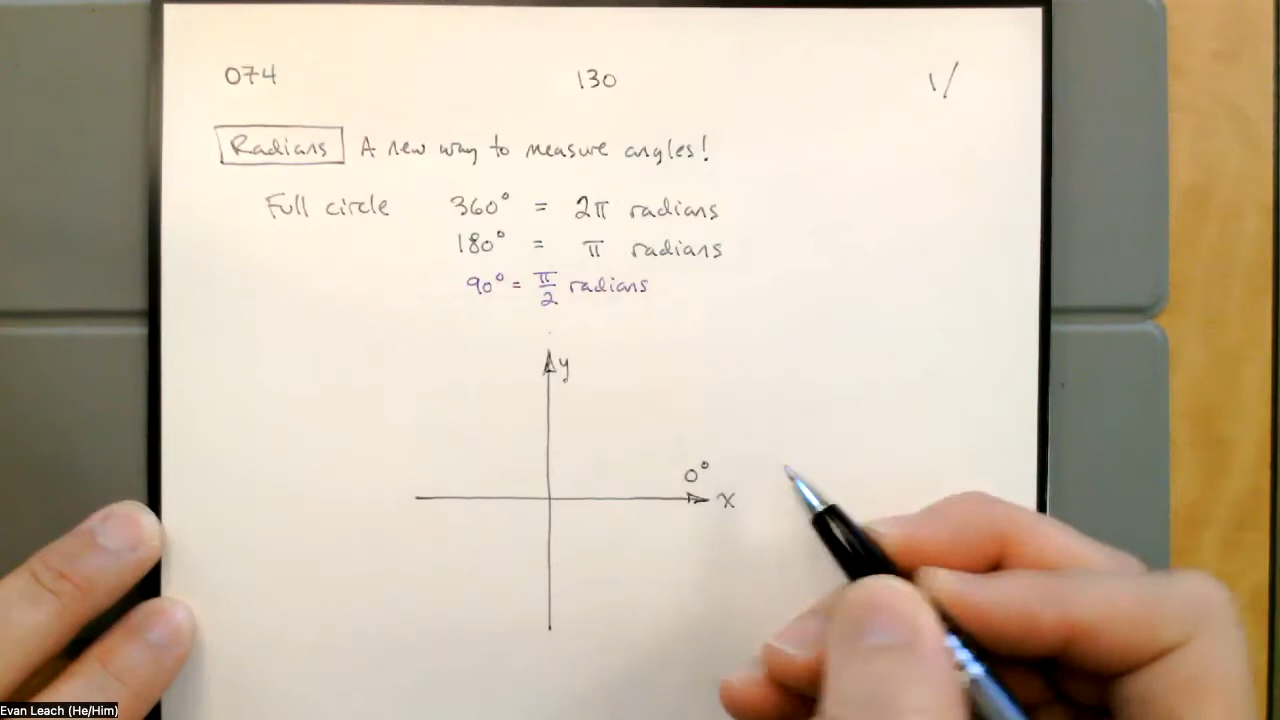 074 130 1/
Radians A new way to measure angles!
Full circle 360° = 2π radians
180° = π radians
90° = π/2 radians
y
0°
x
Evan Leach (He/Him)